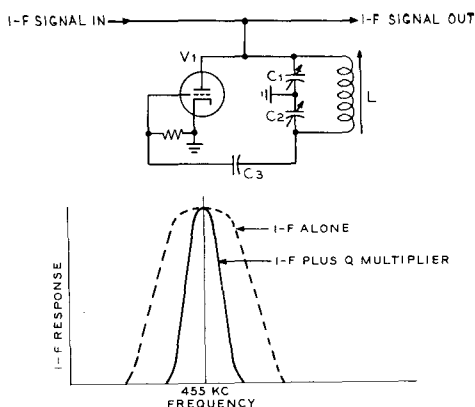 I-F SIGNAL IN
I-F SIGNAL OUT
V1
C1
C2
L
C3
I-F ALONE
I-F PLUS Q MULTIPLIER
I-F RESPONSE
455 KC
FREQUENCY